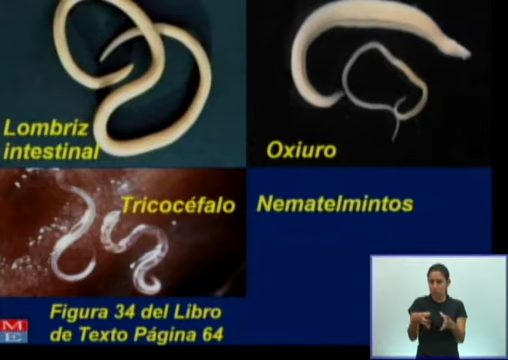 Lombriz
intestinal
Oxiuro
Tricocéfalo
Nematelmintos
Figura 34 del Libro
de Texto Página 64
M
E